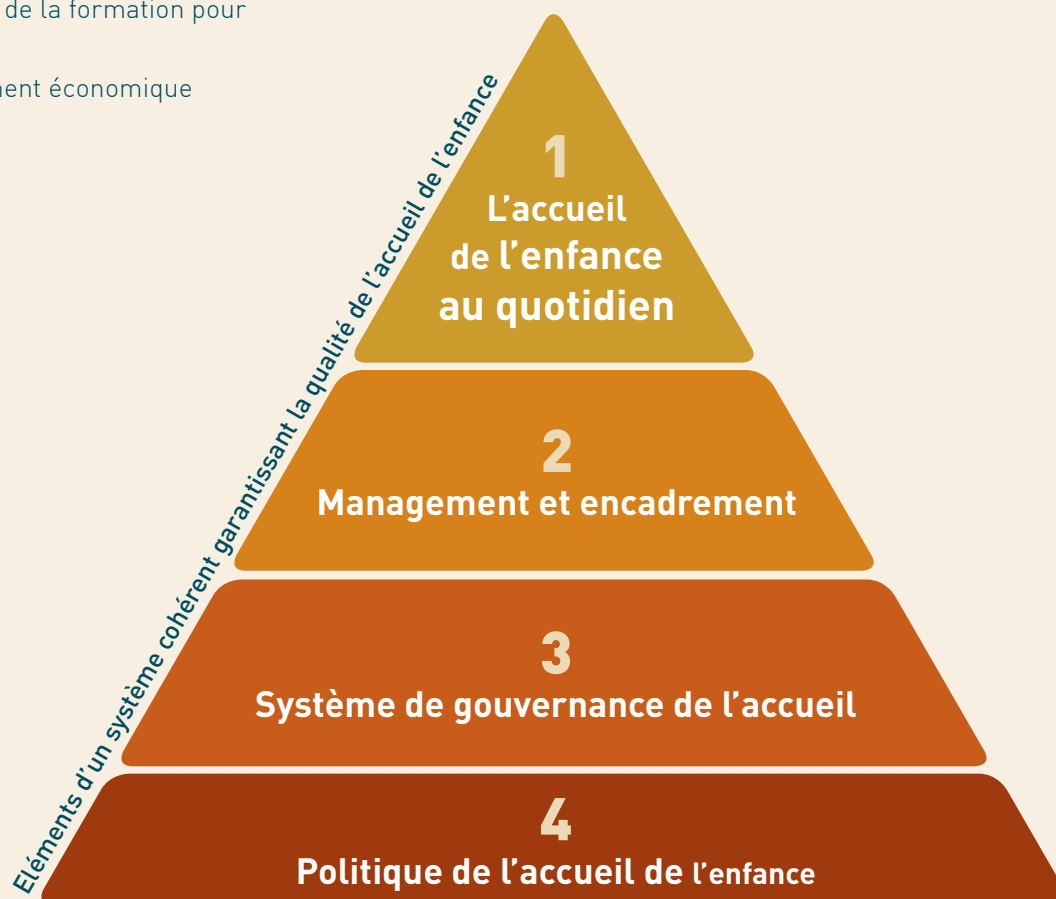 de la formation pour
ent économique
Eléments d'un système cohérent garantissant la qualité de l'accueil de l'enfance
1
L'accueil
de l'enfance
au quotidien
2
Management et encadrement
3
Système de gouvernance de l'accueil
4
Politique de l'accueil de l'enfance